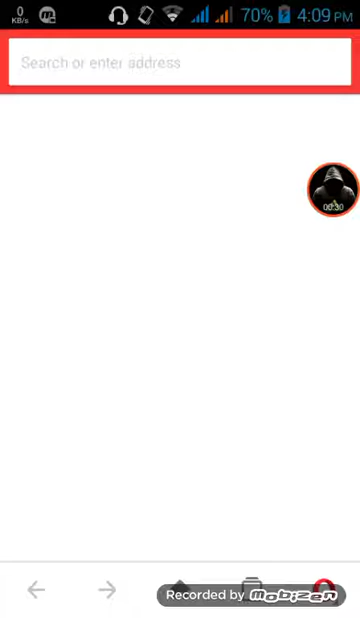 0
KB/s
70%
4:09 PM
Search or enter address
00:30
Recorded by Mobizen